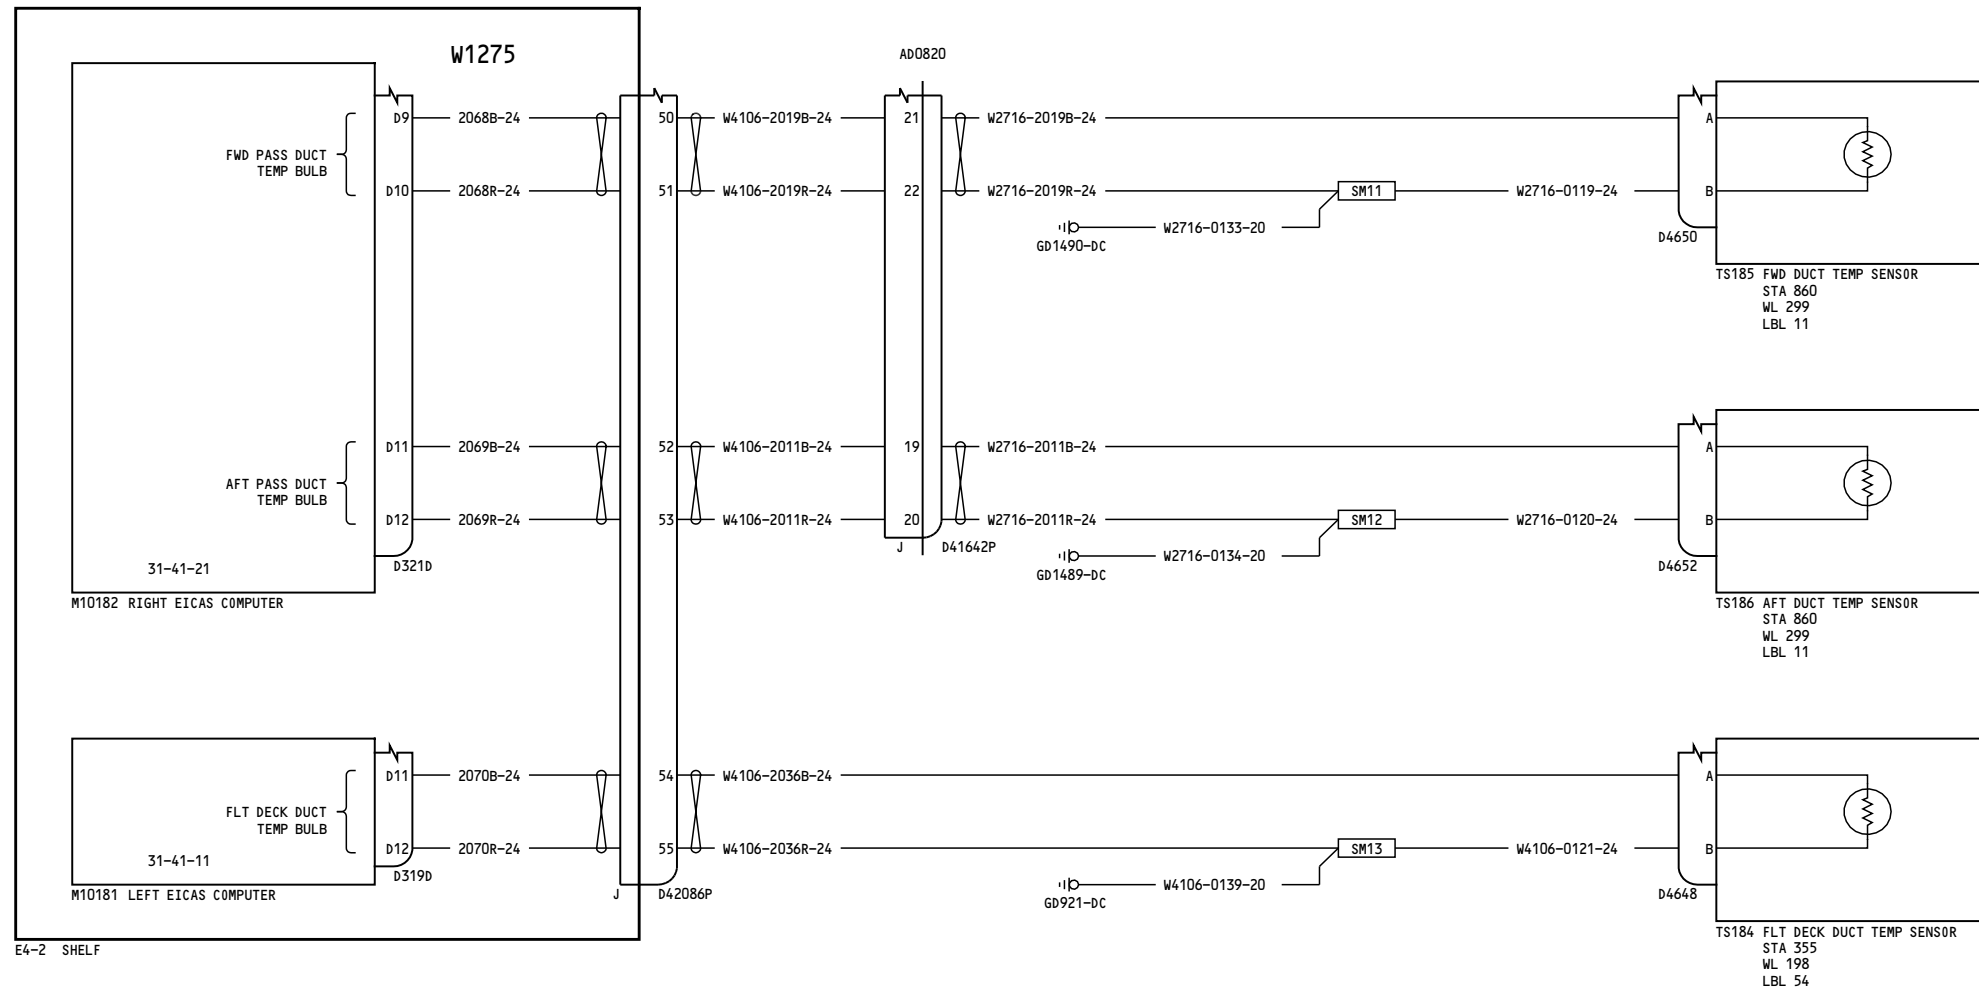 W1275
AD0820
D9 2068B-24 50 W4106-2019B-24 21 W2716-2019B-24 A
FWD PASS DUCT
TEMP BULB
D10 2068R-24 51 W4106-2019R-24 22 W2716-2019R-24 SM11 W2716-0119-24 B
W2716-0133-20
GD1490-DC
D4650
TS185 FWD DUCT TEMP SENSOR
STA 860
WL 299
LBL 11
D11 2069B-24 52 W4106-2011B-24 19 W2716-2011B-24 A
AFT PASS DUCT
TEMP BULB
D12 2069R-24 53 W4106-2011R-24 20 W2716-2011R-24 SM12 W2716-0120-24 B
J D41642P
W2716-0134-20
GD1489-DC
D4652
31-41-21
D321D
M10182 RIGHT EICAS COMPUTER
TS186 AFT DUCT TEMP SENSOR
STA 860
WL 299
LBL 11
D11 2070B-24 54 W4106-2036B-24 A
FLT DECK DUCT
TEMP BULB
D12 2070R-24 55 W4106-2036R-24 SM13 W4106-0121-24 B
31-41-11
D319D
M10181 LEFT EICAS COMPUTER
J D42086P
W4106-0139-20
GD921-DC
D4648
TS184 FLT DECK DUCT TEMP SENSOR
STA 355
WL 198
LBL 54
E4-2 SHELF